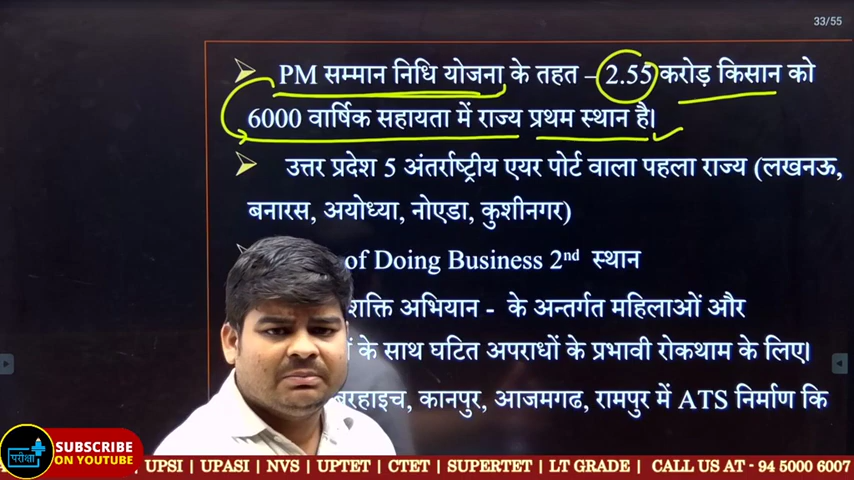 33/55
PM सम्मान निधि योजना के तहत – 2.55 करोड़ किसान को
6000 वार्षिक सहायता में राज्य प्रथम स्थान है।
उत्तर प्रदेश 5 अंतर्राष्ट्रीय एयर पोर्ट वाला पहला राज्य (लखनऊ,
बनारस, अयोध्या, नोएडा, कुशीनगर)
of Doing Business 2nd स्थान
शक्ति अभियान - के अन्तर्गत महिलाओं और
के साथ घटित अपराधों के प्रभावी रोकथाम के लिए।
कानपुर, आजमगढ, रामपुर में ATS निर्माण कि
परीक्षा
SUBSCRIBE
ON YOUTUBE
UPSI | UPASI | NVS | UPTET | CTET | SUPERTET | LT GRADE | CALL US AT - 94 5000 6007